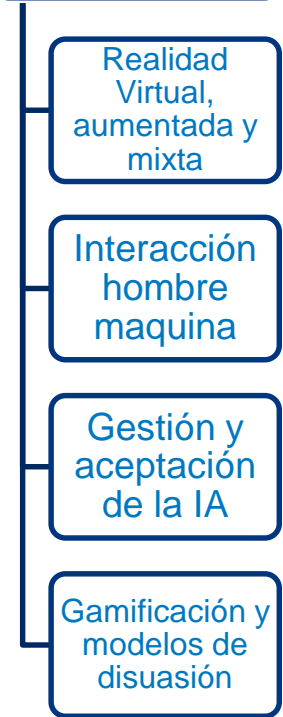 Realidad
Virtual,
aumentada y
mixta
Interacción
hombre
maquina
Gestión y
aceptación
de la IA
Gamificación y
modelos de
disuasión